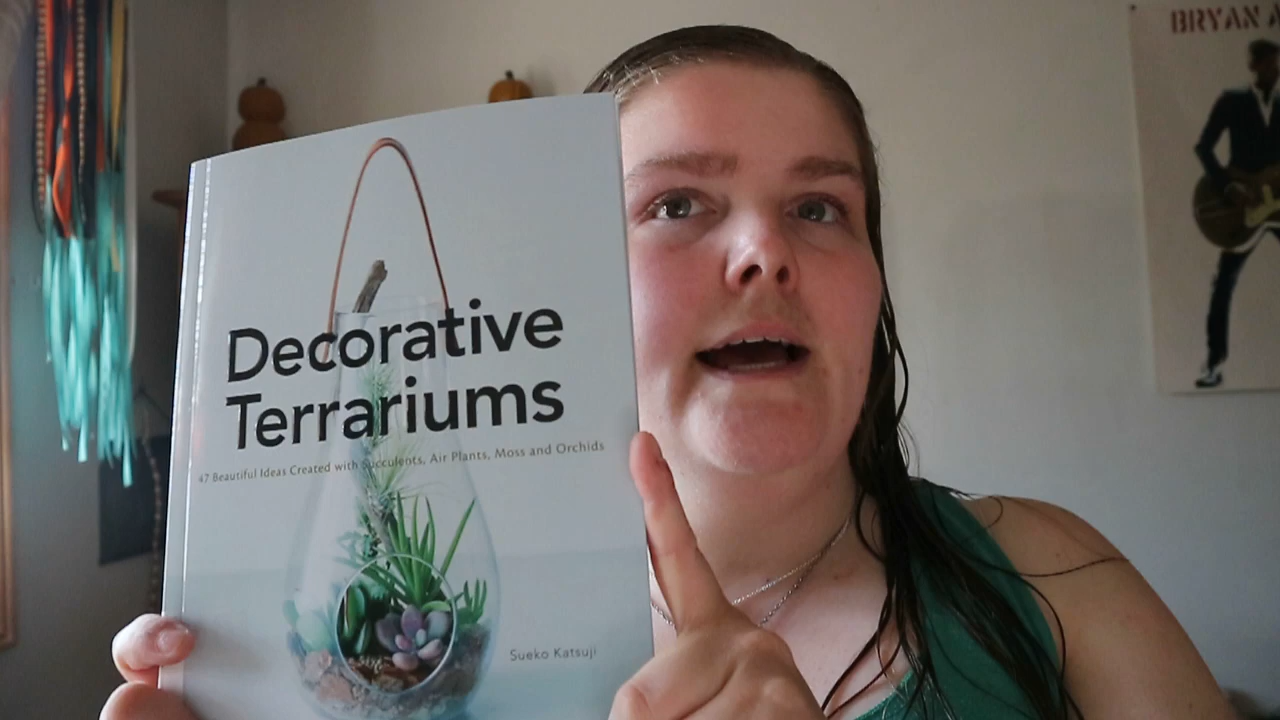 BRYAN A
Decorative
Terrariums
47 Beautiful Ideas Created with Succulents, Air Plants, Moss and Orchids
Sueko Katsuji